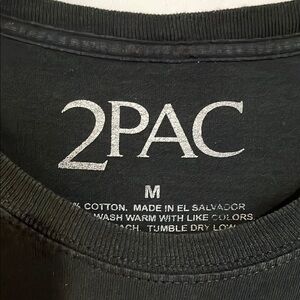 2PAC
M
% COTTON. MADE IN EL SALVADOR
WASH WARM WITH LIKE COLORS,
TUMBLE DRY LOW